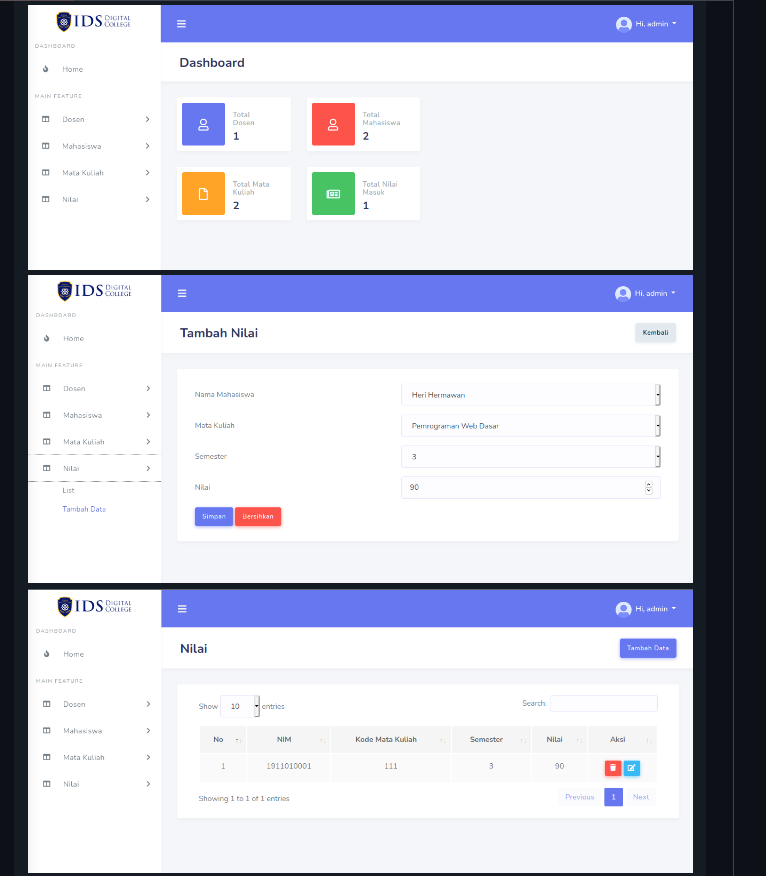 IDS DIGITAL COLLEGE
Hi, admin
DASHBOARD
Home
MAIN FEATURE
Dosen
Mahasiswa
Mata Kuliah
Nilai
Dashboard
Total Dosen
1
Total Mahasiswa
2
Total Mata Kuliah
2
Total Nilai Masuk
1
IDS DIGITAL COLLEGE
Hi, admin
DASHBOARD
Home
MAIN FEATURE
Dosen
Mahasiswa
Mata Kuliah
Nilai
List
Tambah Data
Tambah Nilai
Kembali
Nama Mahasiswa
Heri Hermawan
Mata Kuliah
Pemrograman Web Dasar
Semester
3
Nilai
90
Simpan Bersihkan
IDS DIGITAL COLLEGE
Hi, admin
DASHBOARD
Home
MAIN FEATURE
Dosen
Mahasiswa
Mata Kuliah
Nilai
Nilai
Tambah Data
Show 10 entries
Search:
No NIM Kode Mata Kuliah Semester Nilai Aksi
1 1911010001 111 3 90
Showing 1 to 1 of 1 entries
Previous 1 Next